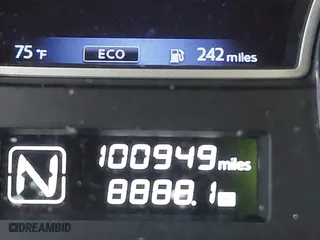 75°F ECO 242 miles
N 100949 miles
8888.1
DREAMBID